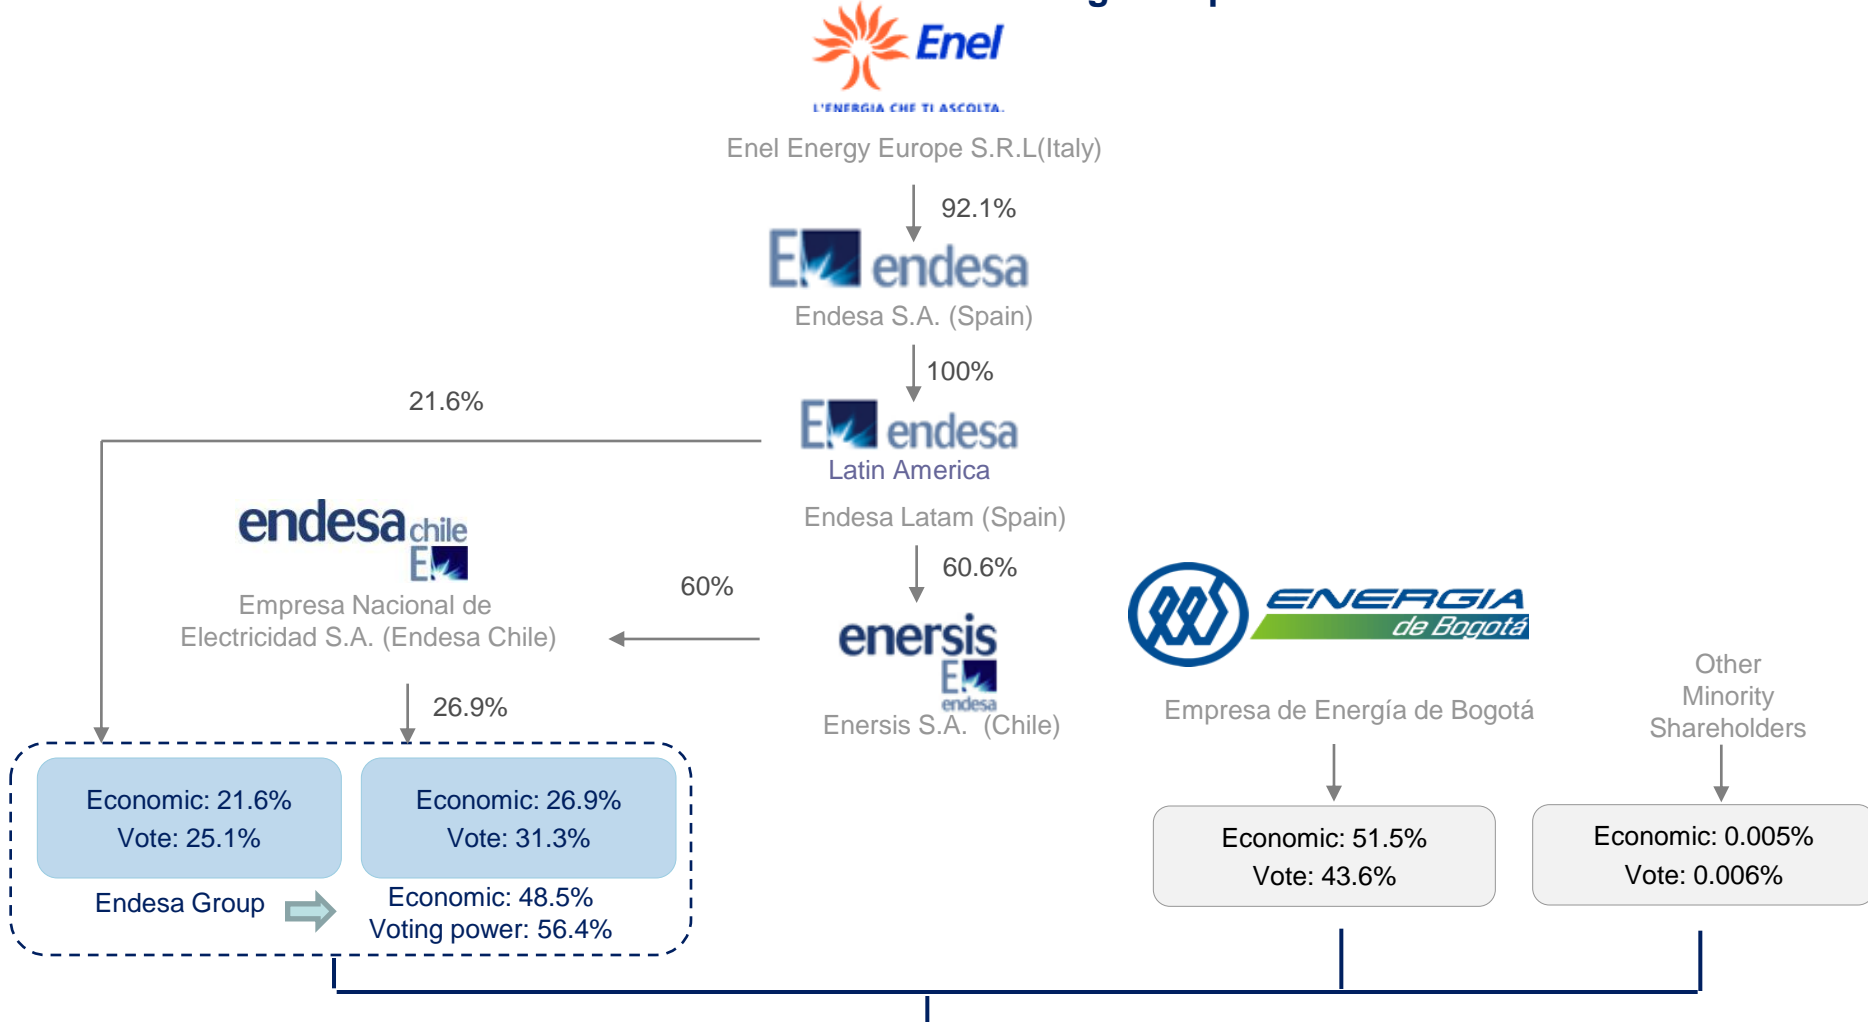 Enel
L'ENERGIA CHE TI ASCOLTA.
Enel Energy Europe S.R.L(Italy)
92.1%
endesa
Endesa S.A. (Spain)
100%
21.6%
endesa
Latin America
Endesa Latam (Spain)
endesa chile
60.6%
60%
Empresa Nacional de
Electricidad S.A. (Endesa Chile)
enersis
endesa
Enersis S.A. (Chile)
ENERGIA
de Bogotá
Empresa de Energía de Bogotá
Other
Minority
Shareholders
26.9%
Economic: 21.6%
Vote: 25.1%
Economic: 26.9%
Vote: 31.3%
Endesa Group
Economic: 48.5%
Voting power: 56.4%
Economic: 51.5%
Vote: 43.6%
Economic: 0.005%
Vote: 0.006%